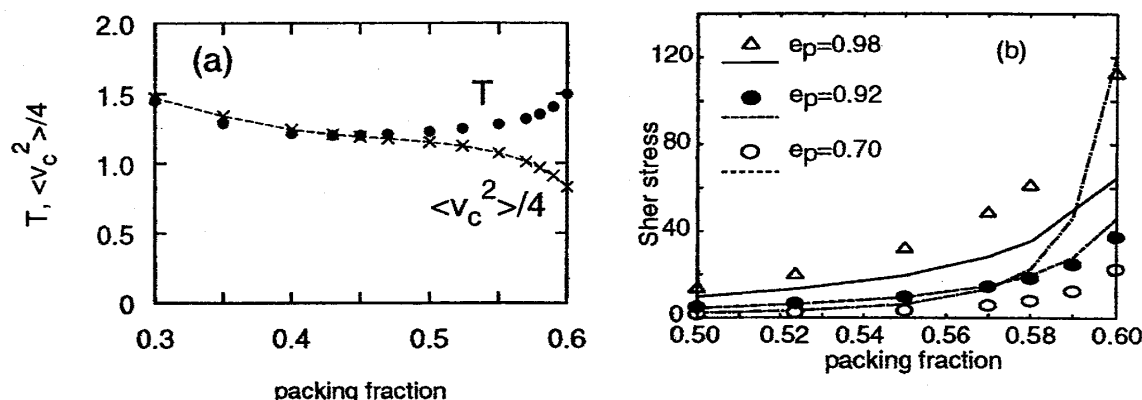 (a)
2.0
1.5
1.0
0.5
0
T, <v_c^2>/4
T
<v_c^2>/4
0.3 0.4 0.5 0.6
packing fraction
(b)
120
80
40
0
Sher stress
e_p=0.98
e_p=0.92
e_p=0.70
0.50 0.52 0.54 0.56 0.58 0.60
packing fraction